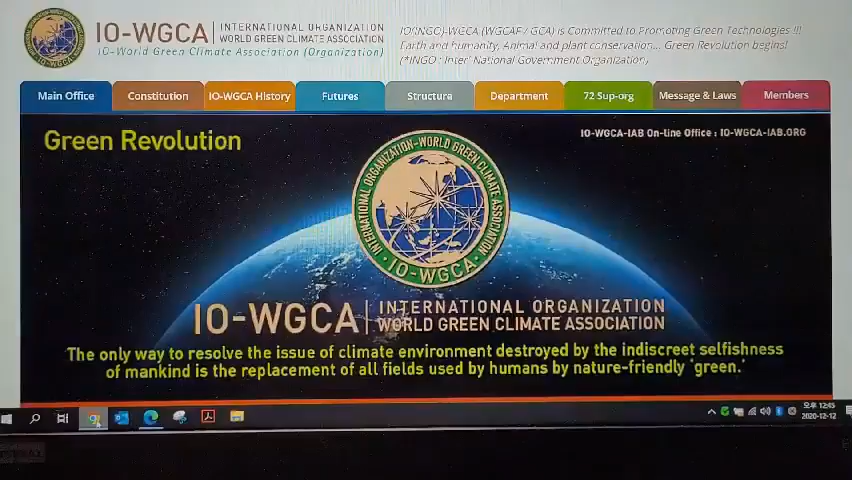 IO-WGCA
INTERNATIONAL ORGANIZATION
WORLD GREEN CLIMATE ASSOCIATION
IO-World Green Climate Association (Organization)
IO(INGO)-WGCA (WGCAF / GCA) is Committed to Promoting Green Technologies !!!
Earth and humanity, Animal and plant conservation... Green Revolution begins!
(*INGO : Inter' National Government Organization)
Main Office
Constitution
IO-WGCA History
Futures
Structure
Department
72 Sup-org
Message & Laws
Members
Green Revolution
IO-WGCA-IAB On-line Office : IO-WGCA-IAB.ORG
INTERNATIONAL ORGANIZATION-WORLD GREEN CLIMATE ASSOCIATION
IO-WGCA
IO-WGCA
INTERNATIONAL ORGANIZATION
WORLD GREEN CLIMATE ASSOCIATION
The only way to resolve the issue of climate environment destroyed by the indiscreet selfishness
of mankind is the replacement of all fields used by humans by nature-friendly 'green.'
오후 12:45
2020-12-12